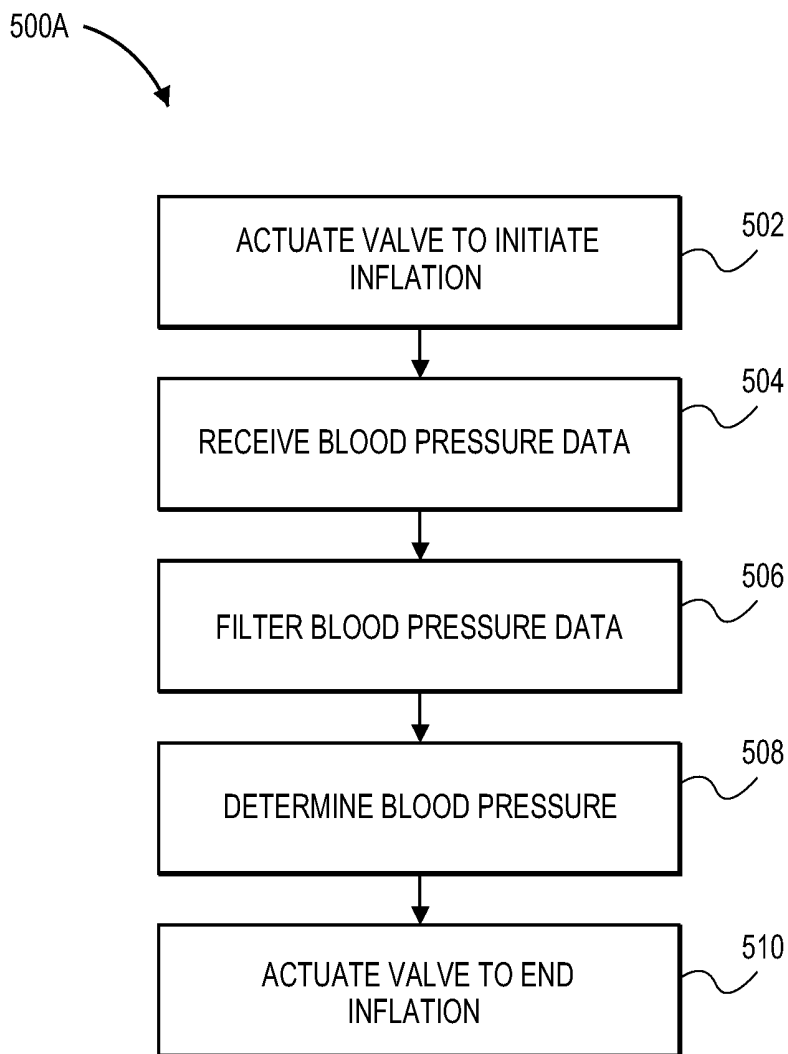 500A
ACTUATE VALVE TO INITIATE
INFLATION
502
RECEIVE BLOOD PRESSURE DATA
504
FILTER BLOOD PRESSURE DATA
506
DETERMINE BLOOD PRESSURE
508
ACTUATE VALVE TO END
INFLATION
510